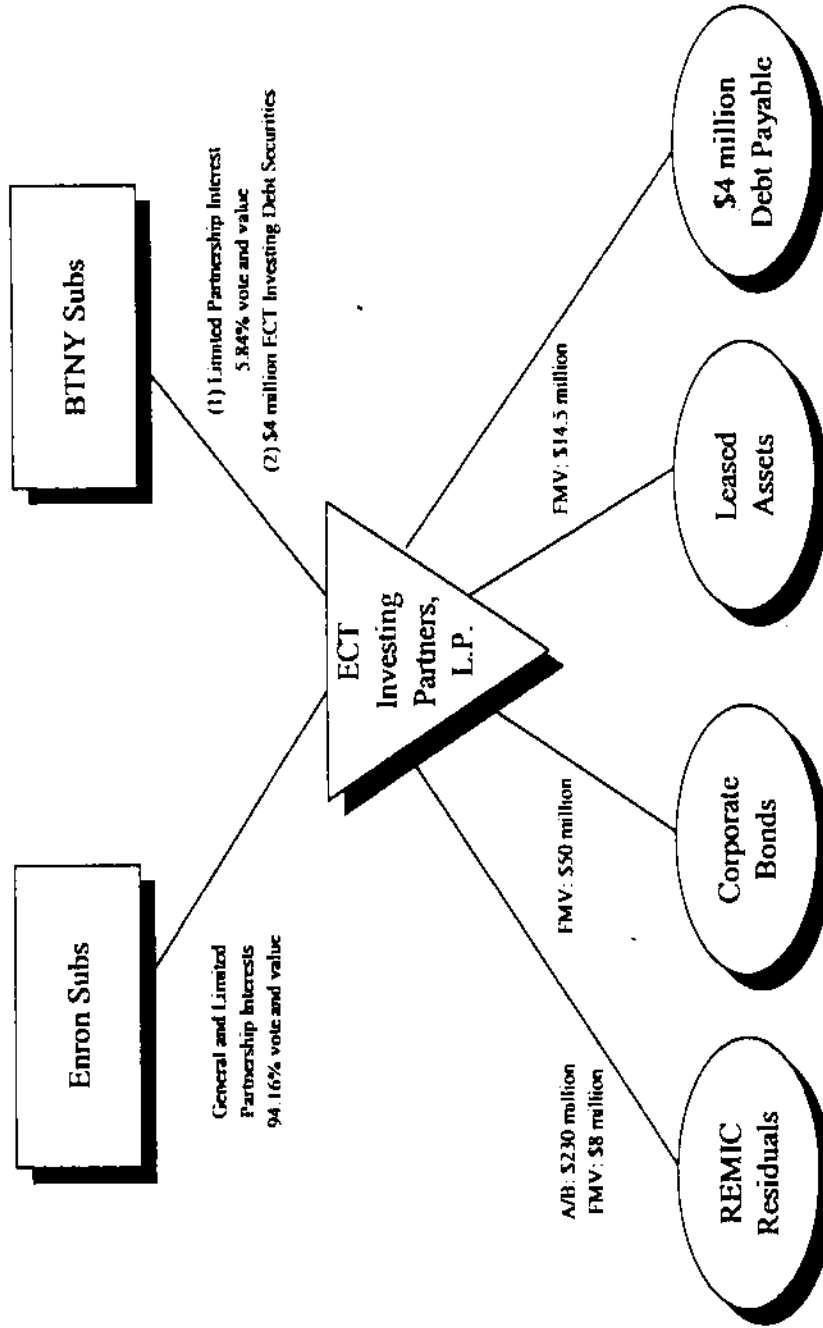 Enron Subs
BTNY Subs
General and Limited
Partnership Interests
94.16% vote and value
(1) Limited Partnership Interest
5.84% vote and value
(2) $4 million ECT Investing Debt Securities
ECT
Investing
Partners,
L.P.
A/B: $230 million
FMV: $8 million
FMV: $50 million
FMV: $14.5 million
REMIC
Residuals
Corporate
Bonds
Leased
Assets
$4 million
Debt Payable